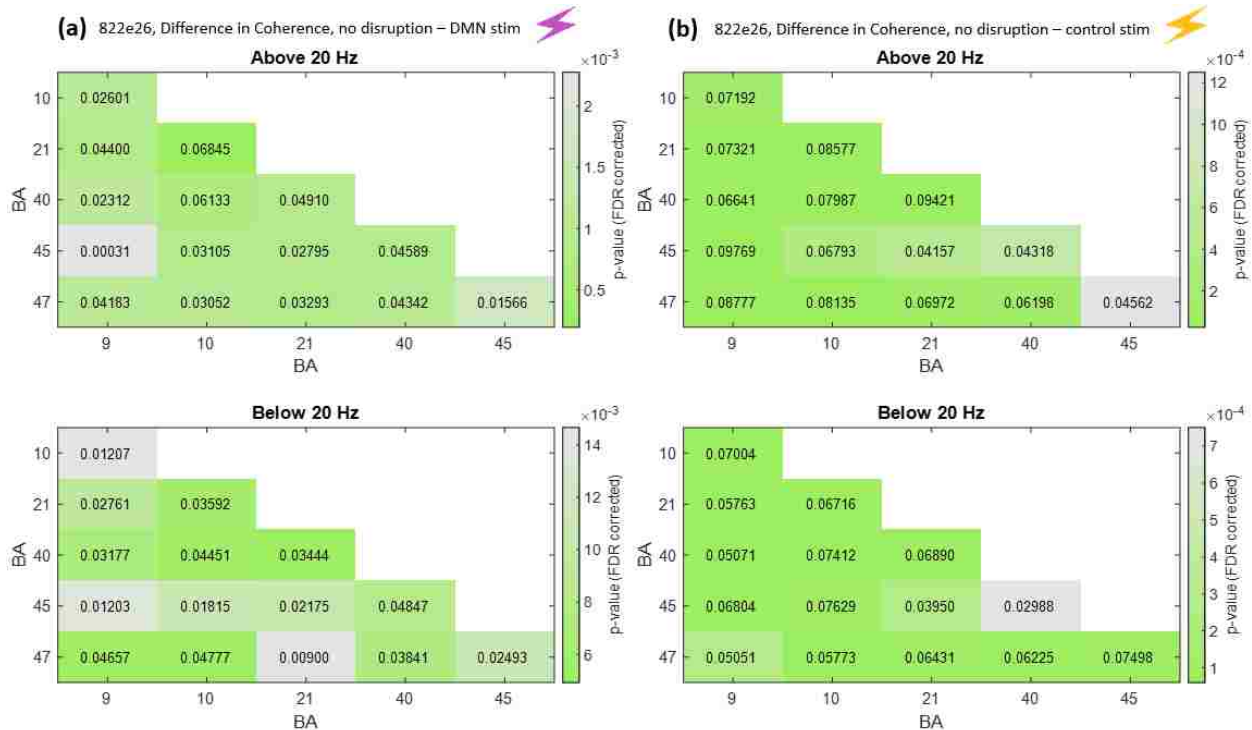 (a) 822e26, Difference in Coherence, no disruption – DMN stim
Above 20 Hz
×10⁻³
10 0.02601
21 0.04400 0.06845
40 0.02312 0.06133 0.04910
45 0.00031 0.03105 0.02795 0.04589
47 0.04183 0.03052 0.03293 0.04342 0.01566
9 10 21 40 45
BA
BA
2
1.5
1
0.5
p-value (FDR corrected)
(b) 822e26, Difference in Coherence, no disruption – control stim
Above 20 Hz
×10⁻⁴
10 0.07192
21 0.07321 0.08577
40 0.06641 0.07987 0.09421
45 0.09769 0.06793 0.04157 0.04318
47 0.08777 0.08135 0.06972 0.06198 0.04562
9 10 21 40 45
BA
BA
12
10
8
6
4
2
p-value (FDR corrected)
Below 20 Hz
×10⁻³
10 0.01207
21 0.02761 0.03592
40 0.03177 0.04451 0.03444
45 0.01203 0.01815 0.02175 0.04847
47 0.04657 0.04777 0.00900 0.03841 0.02493
9 10 21 40 45
BA
BA
14
12
10
8
6
p-value (FDR corrected)
Below 20 Hz
×10⁻⁴
10 0.07004
21 0.05763 0.06716
40 0.05071 0.07412 0.06890
45 0.06804 0.07629 0.03950 0.02988
47 0.05051 0.05773 0.06431 0.06225 0.07498
9 10 21 40 45
BA
BA
7
6
5
4
3
2
1
p-value (FDR corrected)